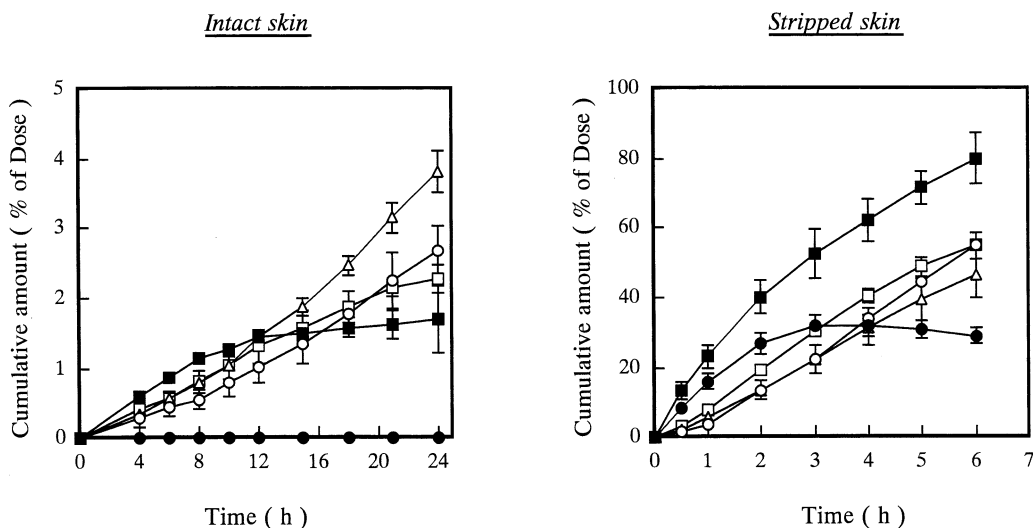 Intact skin
Stripped skin
Cumulative amount ( % of Dose )
5
4
3
2
1
0
0 4 8 12 16 20 24
Time ( h )
Cumulative amount ( % of Dose )
100
80
60
40
20
0
0 1 2 3 4 5 6 7
Time ( h )